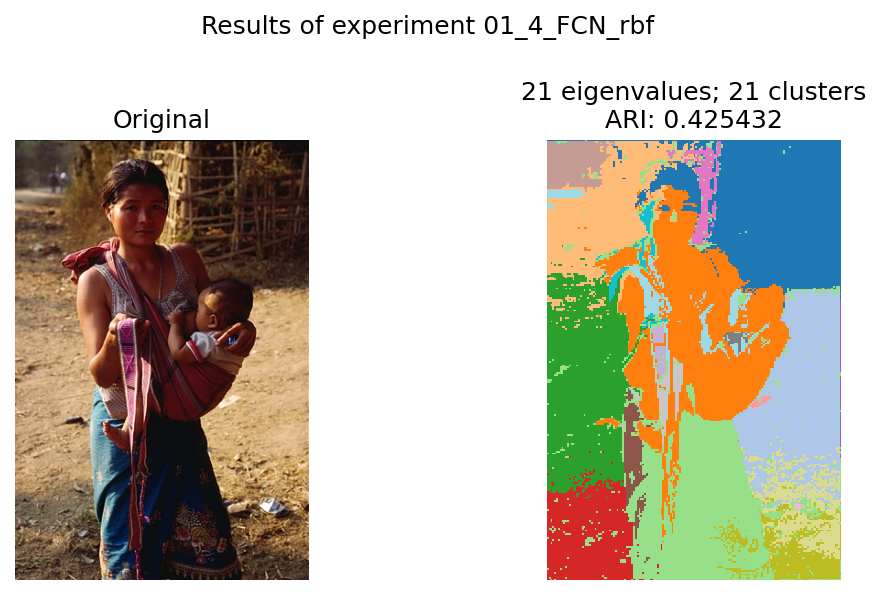 Results of experiment 01_4_FCN_rbf
Original
21 eigenvalues; 21 clusters
ARI: 0.425432